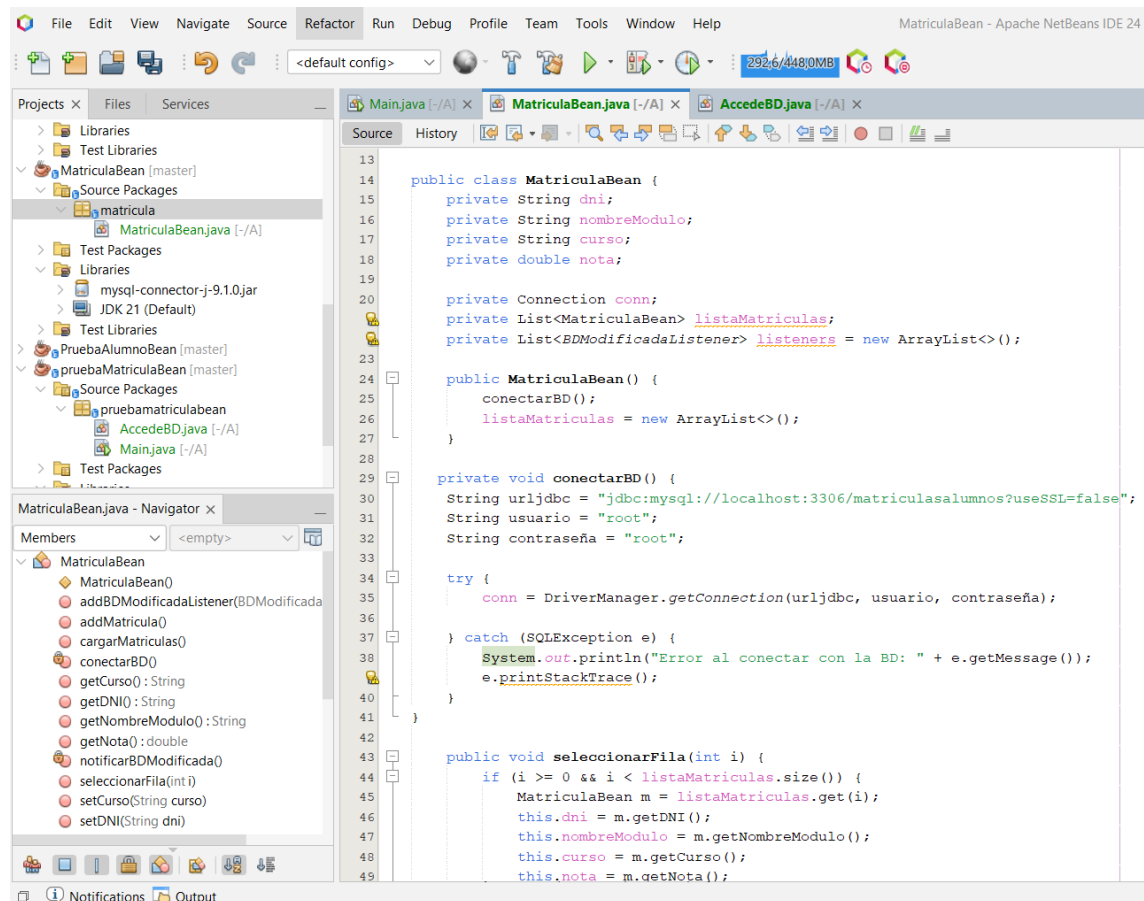 File Edit View Navigate Source Refactor Run Debug Profile Team Tools Window Help MatriculaBean - Apache NetBeans IDE 24
<default config> 292,6/448,0MB
Projects Files Services
Libraries
Test Libraries
MatriculaBean [master]
Source Packages
matricula
MatriculaBean.java [-/A]
Test Packages
Libraries
mysql-connector-j-9.1.0.jar
JDK 21 (Default)
Test Libraries
PruebaAlumnoBean [master]
pruebaMatriculaBean [master]
Source Packages
pruebamatriculabean
AccedeBD.java [-/A]
Main.java [-/A]
Test Packages
MatriculaBean.java - Navigator
Members <empty>
MatriculaBean
MatriculaBean()
addBDModificadaListener(BDModificada
addMatricula()
cargarMatriculas()
conectarBD()
getCurso() : String
getDNI() : String
getNombreModulo() : String
getNota() : double
notificarBDModificada()
seleccionarFila(int i)
setCurso(String curso)
setDNI(String dni)
Main.java [-/A] MatriculaBean.java [-/A] AccedeBD.java [-/A]
Source History
13
14 public class MatriculaBean {
15 private String dni;
16 private String nombreModulo;
17 private String curso;
18 private double nota;
19
20 private Connection conn;
private List<MatriculaBean> listaMatriculas;
private List<BDModificadaListener> listeners = new ArrayList<>();
23
24 public MatriculaBean() {
25 conectarBD();
26 listaMatriculas = new ArrayList<>();
27 }
28
29 private void conectarBD() {
30 String urljdbc = "jdbc:mysql://localhost:3306/matriculasalumnos?useSSL=false";
31 String usuario = "root";
32 String contraseña = "root";
33
34 try {
35 conn = DriverManager.getConnection(urljdbc, usuario, contraseña);
36
37 } catch (SQLException e) {
38 System.out.println("Error al conectar con la BD: " + e.getMessage());
e.printStackTrace();
40 }
41 }
42
43 public void seleccionarFila(int i) {
44 if (i >= 0 && i < listaMatriculas.size()) {
45 MatriculaBean m = listaMatriculas.get(i);
46 this.dni = m.getDNI();
47 this.nombreModulo = m.getNombreModulo();
48 this.curso = m.getCurso();
49 this.nota = m.getNota();
Notifications Output